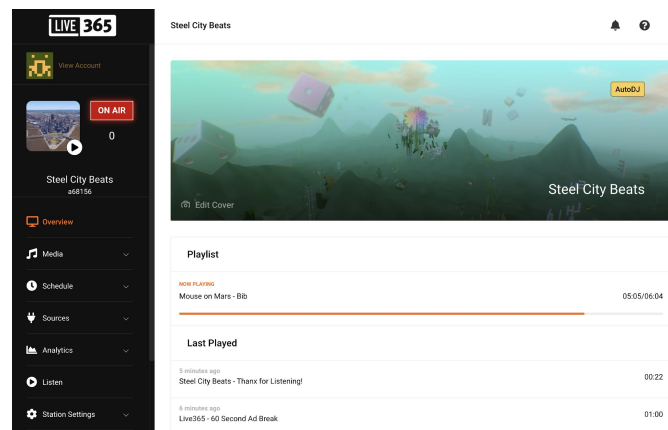 LIVE 365
Steel City Beats
View Account
ON AIR
0
Steel City Beats
a68156
Overview
Media
Schedule
Sources
Analytics
Listen
Station Settings
AutoDJ
Steel City Beats
Edit Cover
Playlist
NOW PLAYING
Mouse on Mars - Bib 05:05/06:04
Last Played
5 minutes ago
Steel City Beats - Thanx for Listening! 00:22
6 minutes ago
Live365 - 60 Second Ad Break 01:00